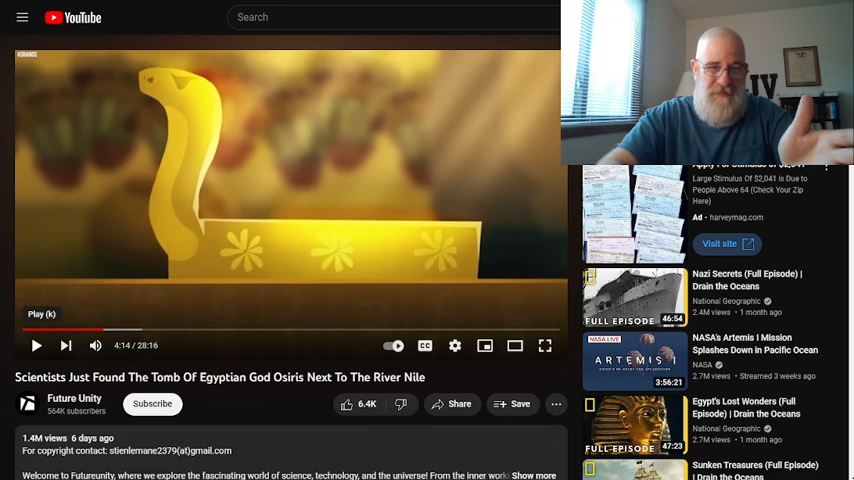 YouTube
Search
KORANOS
Play (k)
4:14 / 28:16
CC
Scientists Just Found The Tomb Of Egyptian God Osiris Next To The River Nile
Future Unity
564K subscribers
Subscribe
6.4K
Share
Save
1.4M views 6 days ago
For copyright contact: stienlemane2379(at)gmail.com
Welcome to Futureunity, where we explore the fascinating world of science, technology, and the universe! From the inner work Show more
Apply For Stimulus Of $2,041
Large Stimulus Of $2,041 is Due to
People Above 64 (Check Your Zip
Here)
Ad · harveymag.com
Visit site
FULL EPISODE
46:54
Nazi Secrets (Full Episode) |
Drain the Oceans
National Geographic
2.4M views · 1 month ago
NASA LIVE
ARTEMIS I
3:56:21
NASA's Artemis I Mission
Splashes Down in Pacific Ocean
NASA
2.7M views · Streamed 3 weeks ago
FULL EPISODE
47:23
Egypt's Lost Wonders (Full
Episode) | Drain the Oceans
National Geographic
2.7M views · 1 month ago
Sunken Treasures (Full Episode) |
Drain the Oceans